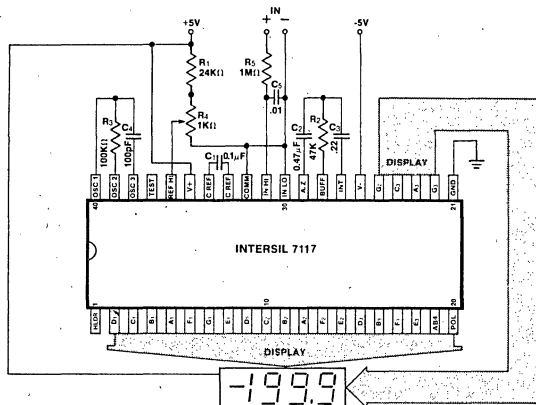 +5V
IN
+ −
-5V
R1
24KΩ
R5
1MΩ
C5
.01
R4
1KΩ
R3
100KΩ
C4
100pF
C1 0.1µF
C2
0.47µF
R2
47K
C3
.22
DISPLAY
OSC 1
OSC 2
OSC 3
TEST
REF HI
V+
C REF
C REF
COMM
IN HI
IN LO
A.Z
BUFF
INT
V-
G2
C3
A3
G3
GND
40
30
21
INTERSIL 7117
1
10
20
HLDR
D1
C1
B1
A1
F1
G1
E1
D1
C2
B2
A2
F2
E2
D3
B3
F3
E3
AB4
POL
DISPLAY
-199.9